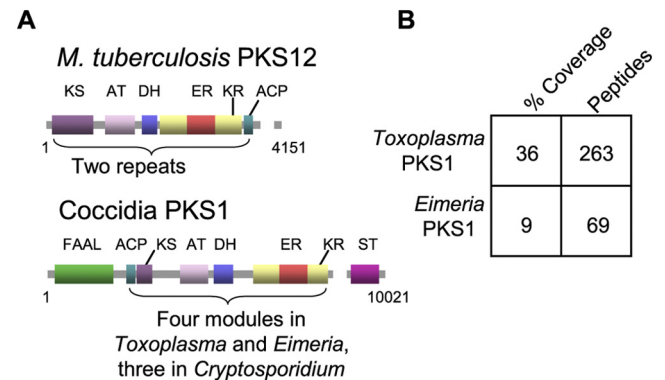 A
M. tuberculosis PKS12
KS AT DH ER KR ACP
1 4151
Two repeats
Coccidia PKS1
FAAL ACP KS AT DH ER KR ST
1 10021
Four modules in
Toxoplasma and Eimeria,
three in Cryptosporidium
B
% Coverage Peptides
Toxoplasma
PKS1 36 263
Eimeria
PKS1 9 69